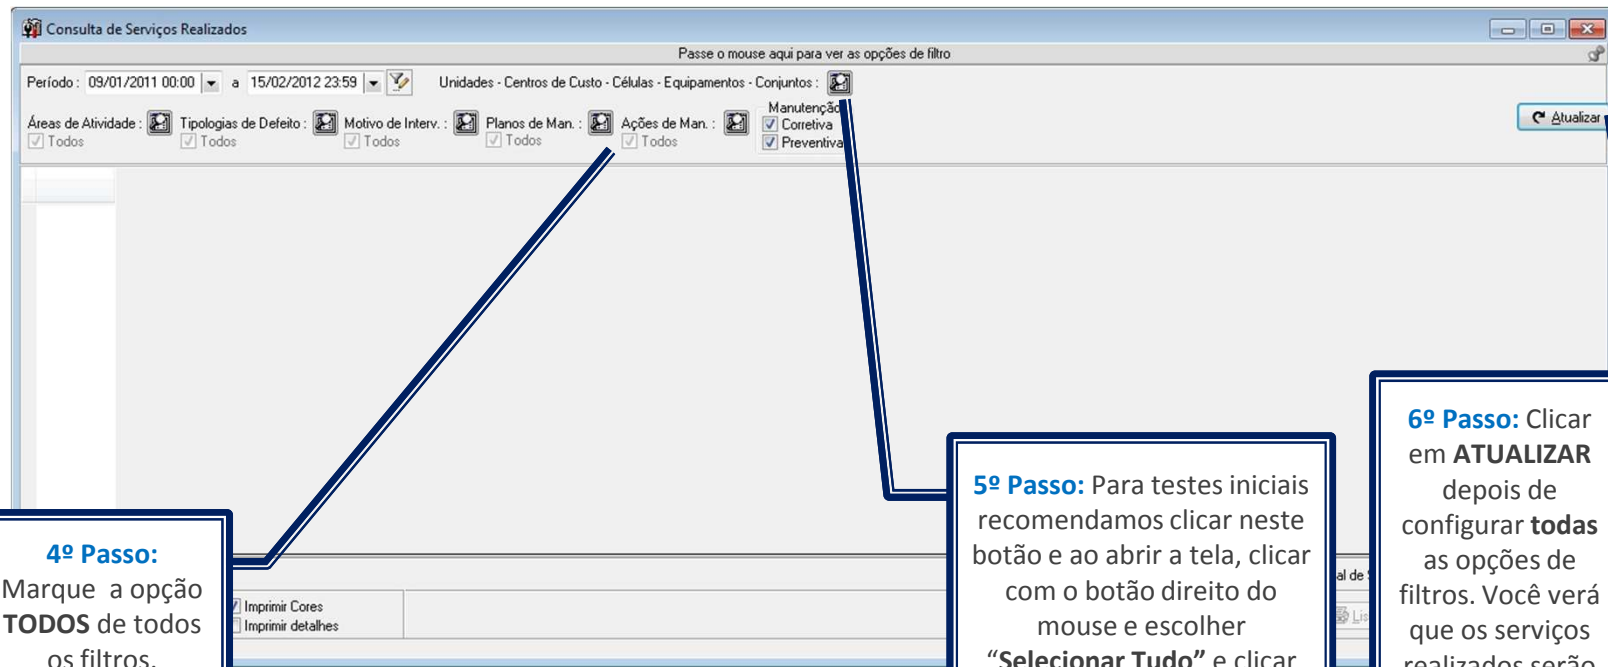 Consulta de Serviços Realizados
Passe o mouse aqui para ver as opções de filtro
Período : 09/01/2011 00:00 a 15/02/2012 23:59 Unidades - Centros de Custo - Células - Equipamentos - Conjuntos :
Áreas de Atividade : Tipologias de Defeito : Motivo de Interv. : Planos de Man. : Ações de Man. : Manutenção
Todos Todos Todos Todos Todos Corretiva
Preventiva
Atualizar
4º Passo:
Marque a opção
TODOS de todos
os filtros.
Imprimir Cores
Imprimir detalhes
5º Passo: Para testes iniciais
recomendamos clicar neste
botão e ao abrir a tela, clicar
com o botão direito do
mouse e escolher
“Selecionar Tudo” e clicar
al de
Lis
6º Passo: Clicar
em ATUALIZAR
depois de
configurar todas
as opções de
filtros. Você verá
que os serviços
realizados serão